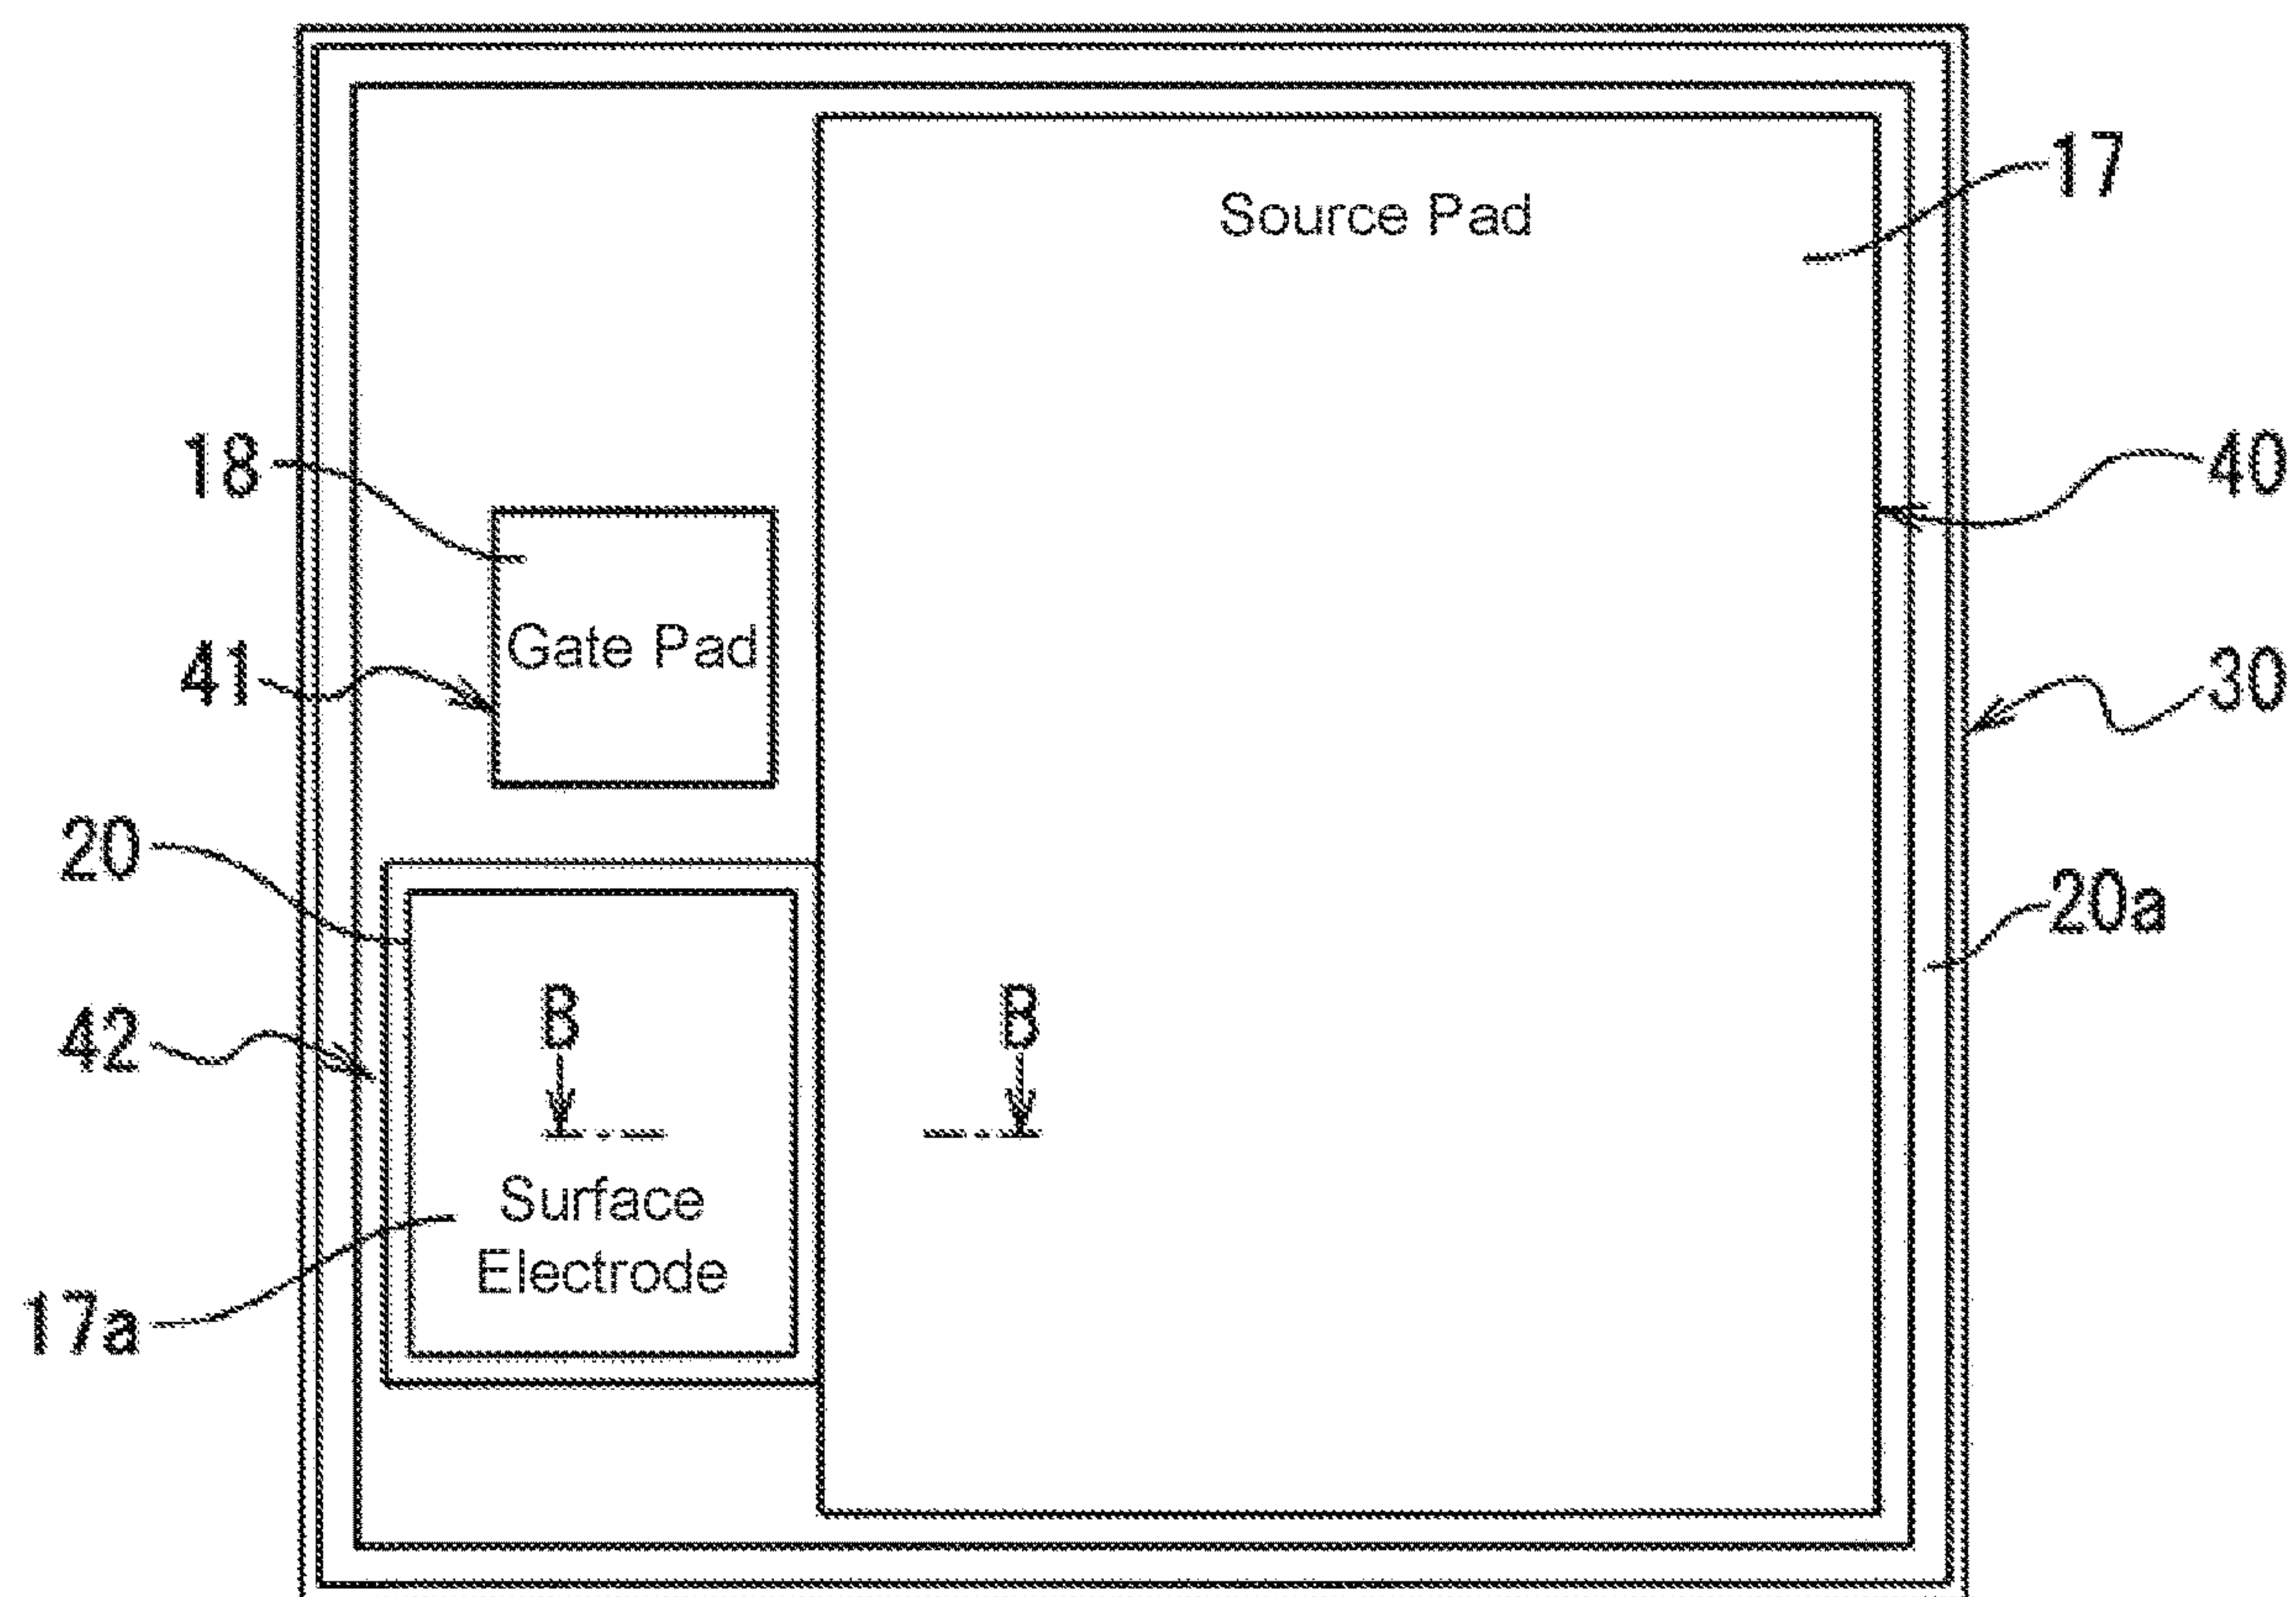 Source Pad
17
18
40
Gate Pad
41
30
20
20a
B
B
42
Surface
Electrode
17a